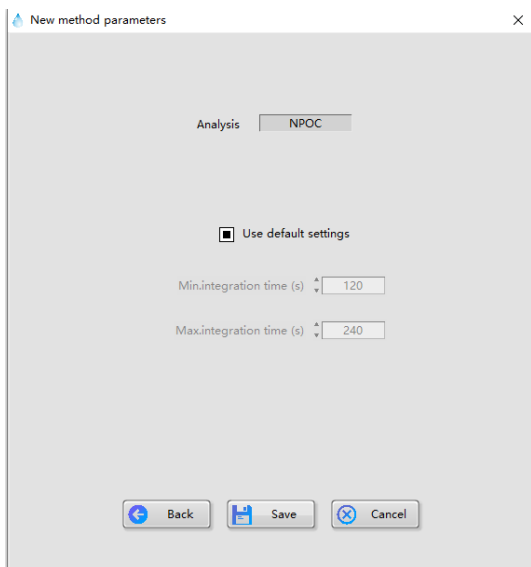 New method parameters
Analysis NPOC
Use default settings
Min.integration time (s) 120
Max.integration time (s) 240
Back Save Cancel